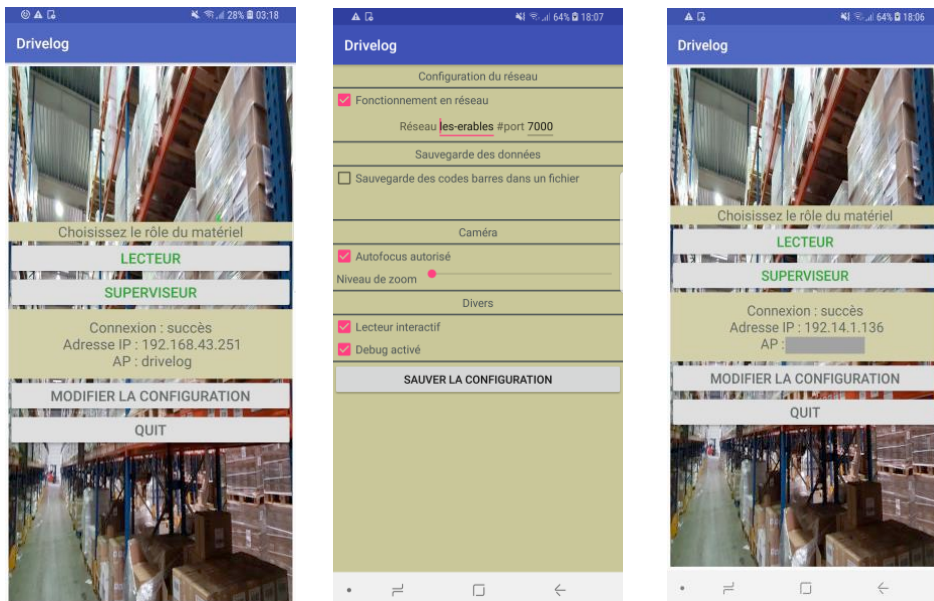 28% 03:18
Drivelog
Choisissez le rôle du matériel
LECTEUR
SUPERVISEUR
Connexion : succès
Adresse IP : 192.168.43.251
AP : drivelog
MODIFIER LA CONFIGURATION
QUIT
64% 18:07
Drivelog
Configuration du réseau
Fonctionnement en réseau
Réseau les-erables #port 7000
Sauvegarde des données
Sauvegarde des codes barres dans un fichier
Caméra
Autofocus autorisé
Niveau de zoom
Divers
Lecteur interactif
Debug activé
SAUVER LA CONFIGURATION
64% 18:06
Drivelog
Choisissez le rôle du matériel
LECTEUR
SUPERVISEUR
Connexion : succès
Adresse IP : 192.14.1.136
AP :
MODIFIER LA CONFIGURATION
QUIT